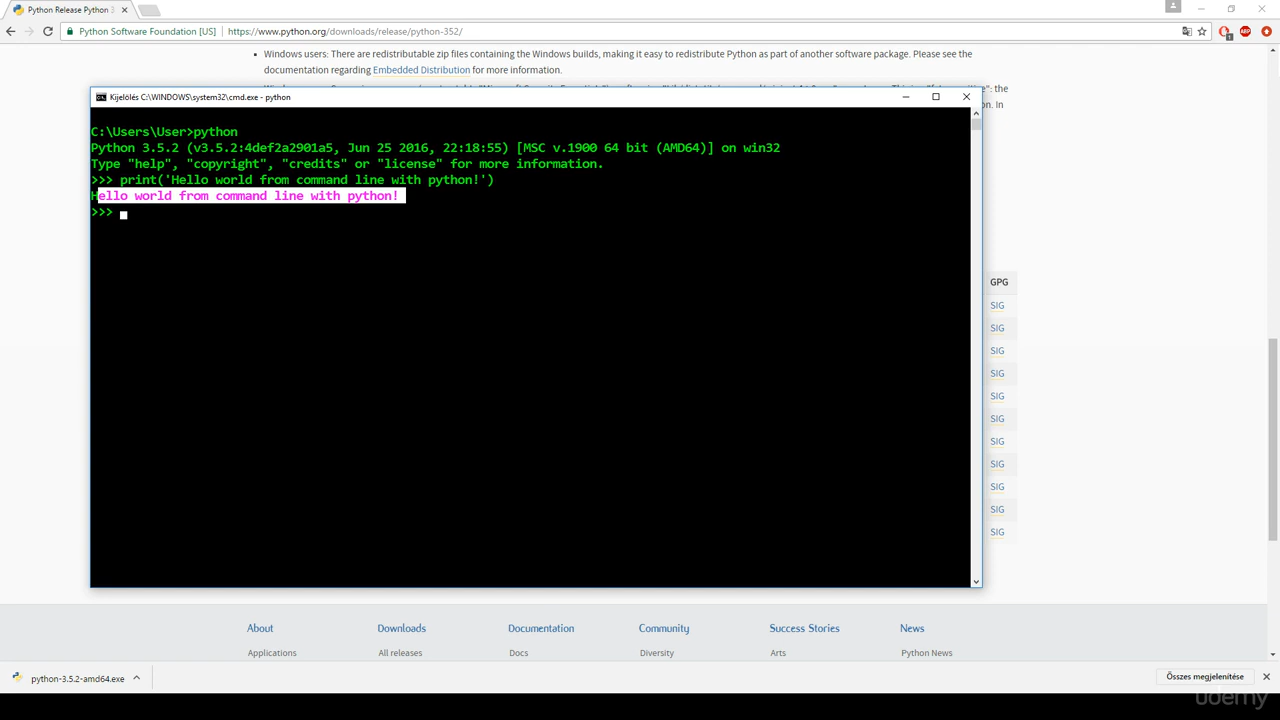 Python Release Python 3
Python Software Foundation [US]
https://www.python.org/downloads/release/python-352/
ABP
1
Windows users: There are redistributable zip files containing the Windows builds, making it easy to redistribute Python as part of another software package. Please see the
documentation regarding Embedded Distribution for more information.
the
Kijelölés C:\WINDOWS\system32\cmd.exe - python
on. In
C:\Users\User>python
Python 3.5.2 (v3.5.2:4def2a2901a5, Jun 25 2016, 22:18:55) [MSC v.1900 64 bit (AMD64)] on win32
Type "help", "copyright", "credits" or "license" for more information.
>>> print('Hello world from command line with python!')
Hello world from command line with python!
>>>
GPG
SIG
SIG
SIG
SIG
SIG
SIG
SIG
SIG
SIG
SIG
SIG
About Downloads Documentation Community Success Stories News
Applications All releases Docs Diversity Arts Python News
python-3.5.2-amd64.exe
Összes megjelenítése
udemy